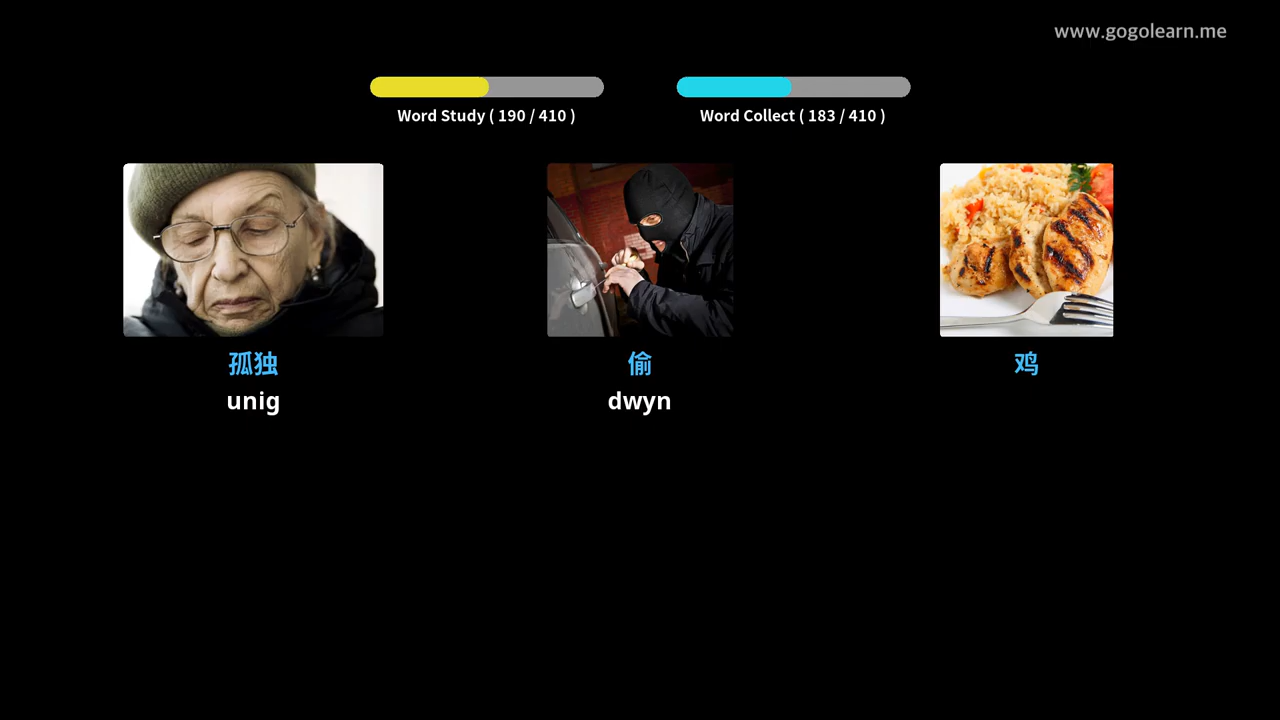 www.gogolearn.me
Word Study ( 190 / 410 )
Word Collect ( 183 / 410 )
孤独
偷
鸡
unig
dwyn